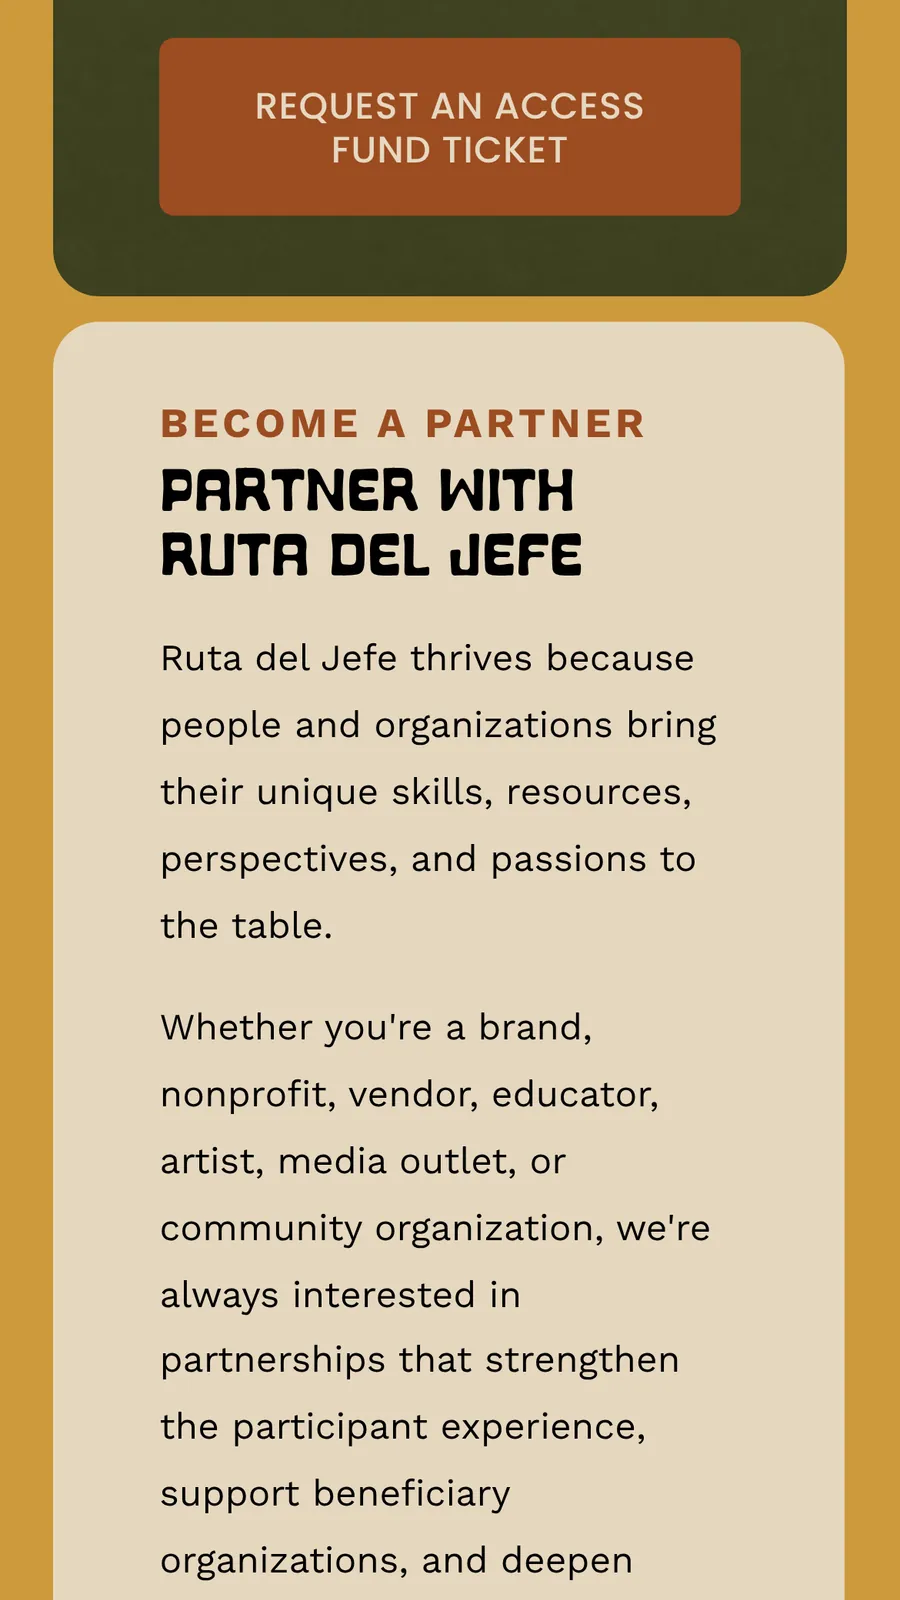 REQUEST AN ACCESS
FUND TICKET
BECOME A PARTNER
PARTNER WITH
RUTA DEL JEFE
Ruta del Jefe thrives because
people and organizations bring
their unique skills, resources,
perspectives, and passions to
the table.
Whether you're a brand,
nonprofit, vendor, educator,
artist, media outlet, or
community organization, we're
always interested in
partnerships that strengthen
the participant experience,
support beneficiary
organizations, and deepen